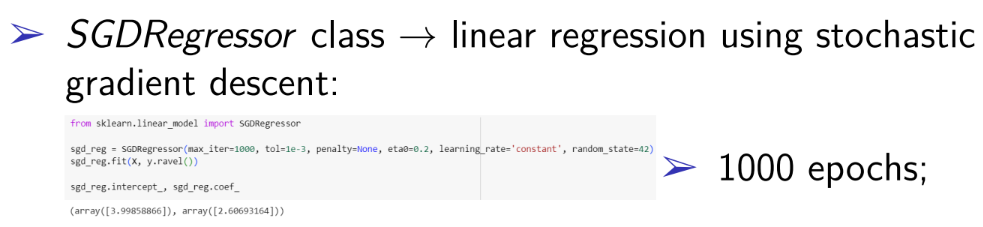 ➢ SGDRegressor class → linear regression using stochastic
gradient descent:
from sklearn.linear_model import SGDRegressor
sgd_reg = SGDRegressor(max_iter=1000, tol=1e-3, penalty=None, eta0=0.2, learning_rate='constant', random_state=42)
sgd_reg.fit(X, y.ravel())
➢ 1000 epochs;
sgd_reg.intercept_, sgd_reg.coef_
(array([3.99858866]), array([2.60693164]))